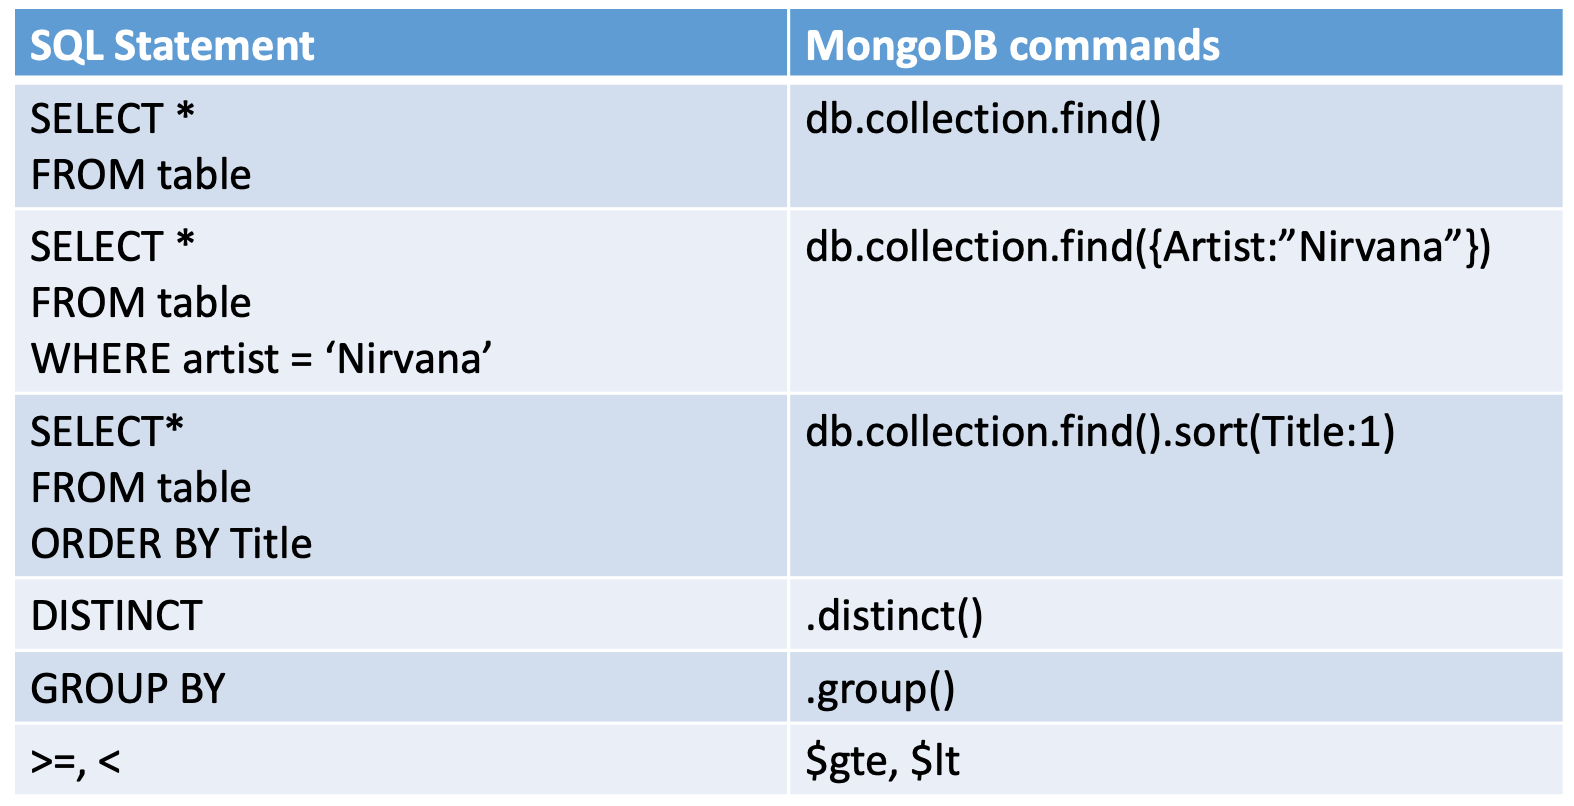 SQL Statement
MongoDB commands
SELECT *
FROM table
db.collection.find()
SELECT *
FROM table
WHERE artist = ‘Nirvana’
db.collection.find({Artist:”Nirvana”})
SELECT*
FROM table
ORDER BY Title
db.collection.find().sort(Title:1)
DISTINCT
.distinct()
GROUP BY
.group()
>=, <
$gte, $lt